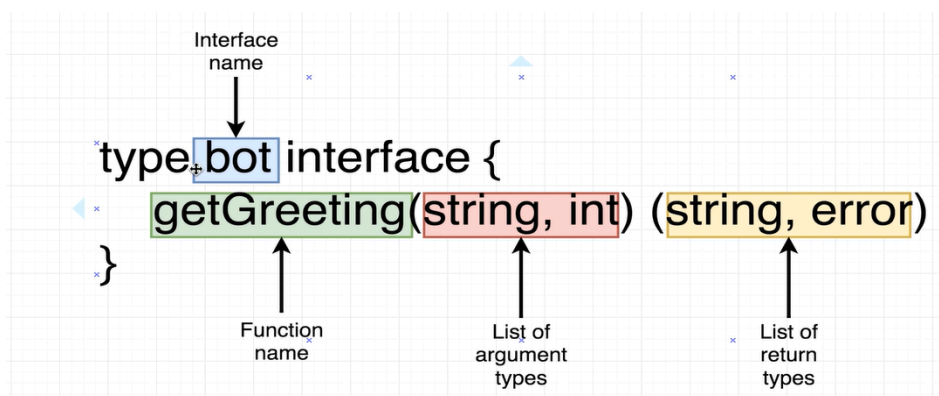 Interface
name
type bot interface {
getGreeting(string, int) (string, error)
}
Function
name
List of
argument
types
List of
return
types